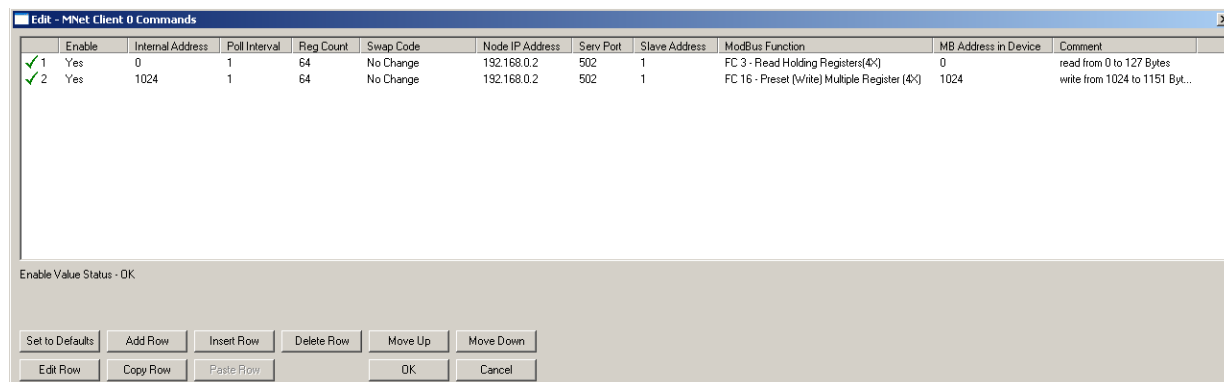 Edit - MNet Client 0 Commands
Enable Internal Address Poll Interval Reg Count Swap Code Node IP Address Serv Port Slave Address ModBus Function MB Address in Device Comment
1 Yes 0 1 64 No Change 192.168.0.2 502 1 FC 3 - Read Holding Registers(4X) 0 read from 0 to 127 Bytes
2 Yes 1024 1 64 No Change 192.168.0.2 502 1 FC 16 - Preset (Write) Multiple Register (4X) 1024 write from 1024 to 1151 Byt...
Enable Value Status - OK
Set to Defaults Add Row Insert Row Delete Row Move Up Move Down
Edit Row Copy Row Paste Row OK Cancel